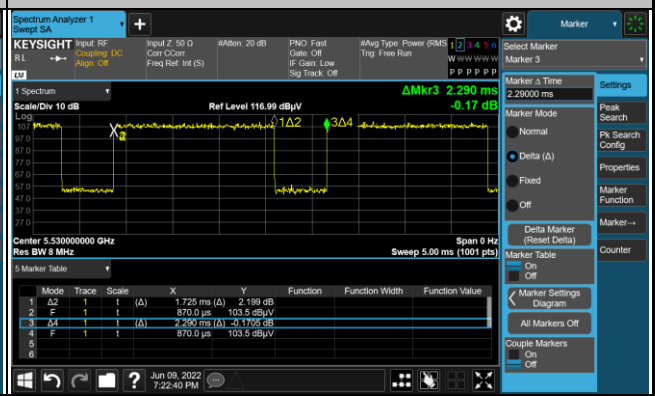 Spectrum Analyzer 1
Swept SA
+
Marker
KEYSIGHT
RL
Input: RF
Coupling: DC
Align: Off
Input Z: 50 Ω
Corr CCorr
Freq Ref: Int (S)
#Atten: 20 dB
PNO: Fast
Gate: Off
IF Gain: Low
Sig Track: Off
#Avg Type: Power (RMS
Trig: Free Run
1 2 3 4 5 6
W W W W W W
P P P P P P
LXI
Select Marker
Marker 3
1 Spectrum
ΔMkr3 2.290 ms
-0.17 dB
Scale/Div 10 dB
Ref Level 116.99 dBµV
Log
107
97.0
87.0
77.0
67.0
57.0
47.0
37.0
27.0
X2
1Δ2
3Δ4
Center 5.530000000 GHz
Res BW 8 MHz
Span 0 Hz
Sweep 5.00 ms (1001 pts)
5 Marker Table
Mode Trace Scale X Y Function Function Width Function Value
1 Δ2 1 t (Δ) 1.725 ms (Δ) 2.199 dB
2 F 1 t 870.0 µs 103.5 dBµV
3 Δ4 1 t (Δ) 2.290 ms (Δ) -0.1705 dB
4 F 1 t 870.0 µs 103.5 dBµV
5
6
Marker Δ Time
2.29000 ms
Marker Mode
Normal
Delta (Δ)
Fixed
Off
Delta Marker
(Reset Delta)
Marker Table
On
Off
Marker Settings
Diagram
All Markers Off
Couple Markers
On
Off
Settings
Peak
Search
Pk Search
Config
Properties
Marker
Function
Marker→
Counter
?
Jun 09, 2022
7:22:40 PM